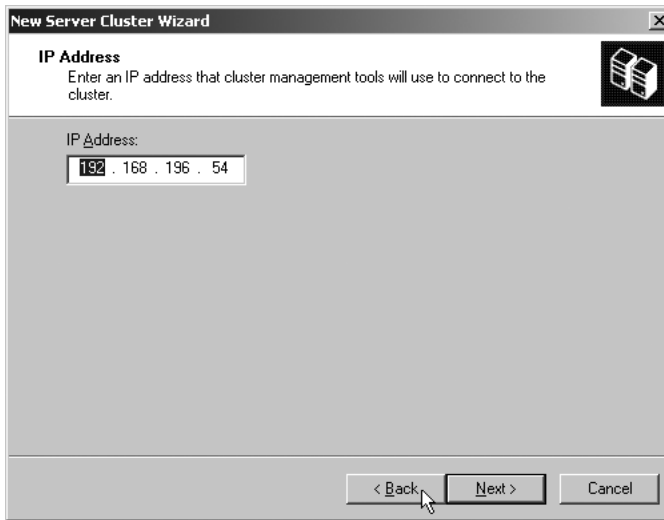 New Server Cluster Wizard
IP Address
Enter an IP address that cluster management tools will use to connect to the
cluster.
IP Address:
192 . 168 . 196 . 54
< Back
Next >
Cancel